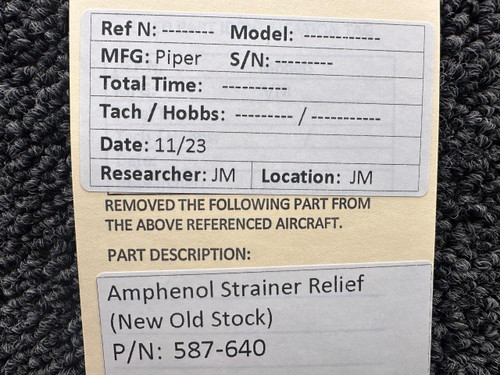 Ref N: -------- Model: ------------
MFG: Piper S/N: ---------
Total Time: ----------
Tach / Hobbs: --------- / -----------
Date: 11/23
Researcher: JM Location: JM
REMOVED THE FOLLOWING PART FROM
THE ABOVE REFERENCED AIRCRAFT.
PART DESCRIPTION:
Amphenol Strainer Relief
(New Old Stock)
P/N: 587-640